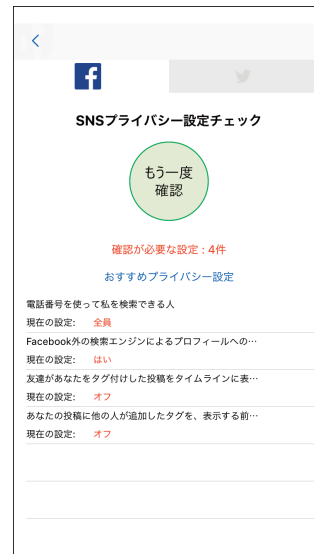 SNSプライバシー設定チェック
もう一度
確認
確認が必要な設定 : 4件
おすすめプライバシー設定
電話番号を使って私を検索できる人
現在の設定: 全員
Facebook外の検索エンジンによるプロフィールへの…
現在の設定: はい
友達があなたをタグ付けした投稿をタイムラインに表…
現在の設定: オフ
あなたの投稿に他の人が追加したタグを、表示する前…
現在の設定: オフ